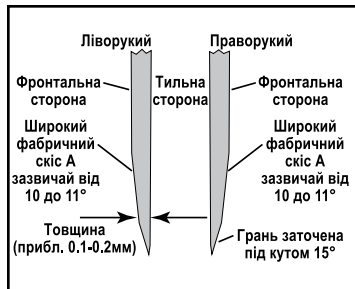 Ліворукий
Праворукий
Фронтальна
сторона
Тильна
сторона
Фронтальна
сторона
Широкий
фабричний
скіс А
зазвичай від
10 до 11°
Широкий
фабричний
скіс А
зазвичай від
10 до 11°
Товщина
(прибл. 0.1-0.2мм)
Грань заточена
під кутом 15°